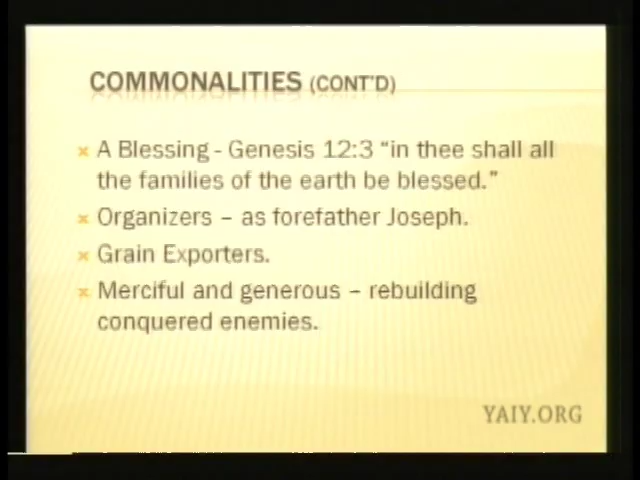 COMMONALITIES (CONT'D)
× A Blessing - Genesis 12:3 “in thee shall all
the families of the earth be blessed.”
× Organizers – as forefather Joseph.
× Grain Exporters.
× Merciful and generous – rebuilding
conquered enemies.
YAIY.ORG